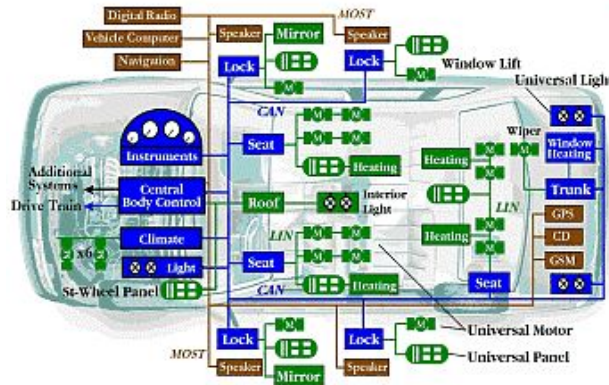 Digital Radio
Vehicle Computer
Navigation
MOST
Speaker
Mirror
Speaker
Lock
Lock
M
M
Window Lift
Universal Light
CAN
Wiper
Instruments
Seat
M
M
M
M
Heating
Heating
M
M
M
Window
Heating
Additional
Systems
Central
Body Control
Drive Train
Roof
Interior
Light
LIN
Trunk
GPS
Climate
LIN
M
M
M
M
Heating
M
M
CD
x6
Light
Seat
GSM
St-Wheel Panel
CAN
Heating
Seat
Lock
M
Lock
M
Universal Motor
MOST
Speaker
Mirror
Speaker
Universal Panel